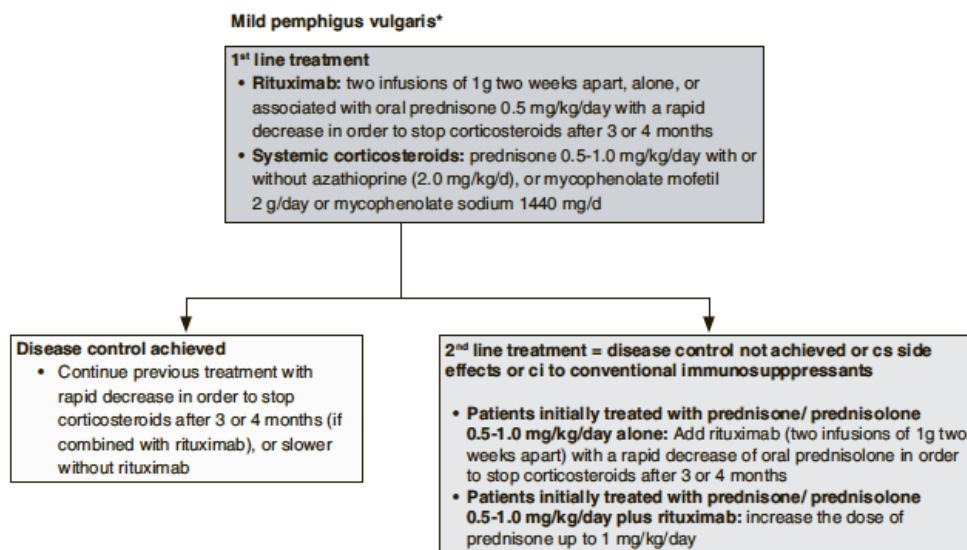 Mild pemphigus vulgaris*
1st line treatment
• Rituximab: two infusions of 1g two weeks apart, alone, or
associated with oral prednisone 0.5 mg/kg/day with a rapid
decrease in order to stop corticosteroids after 3 or 4 months
• Systemic corticosteroids: prednisone 0.5-1.0 mg/kg/day with or
without azathioprine (2.0 mg/kg/d), or mycophenolate mofetil
2 g/day or mycophenolate sodium 1440 mg/d
Disease control achieved
• Continue previous treatment with
rapid decrease in order to stop
corticosteroids after 3 or 4 months (if
combined with rituximab), or slower
without rituximab
2nd line treatment = disease control not achieved or cs side
effects or ci to conventional immunosupppressants
• Patients initially treated with prednisone/ prednisolone
0.5-1.0 mg/kg/day alone: Add rituximab (two infusions of 1g two
weeks apart) with a rapid decrease of oral prednisolone in order
to stop corticosteroids after 3 or 4 months
• Patients initially treated with prednisone/ prednisolone
0.5-1.0 mg/kg/day plus rituximab: increase the dose of
prednisone up to 1 mg/kg/day